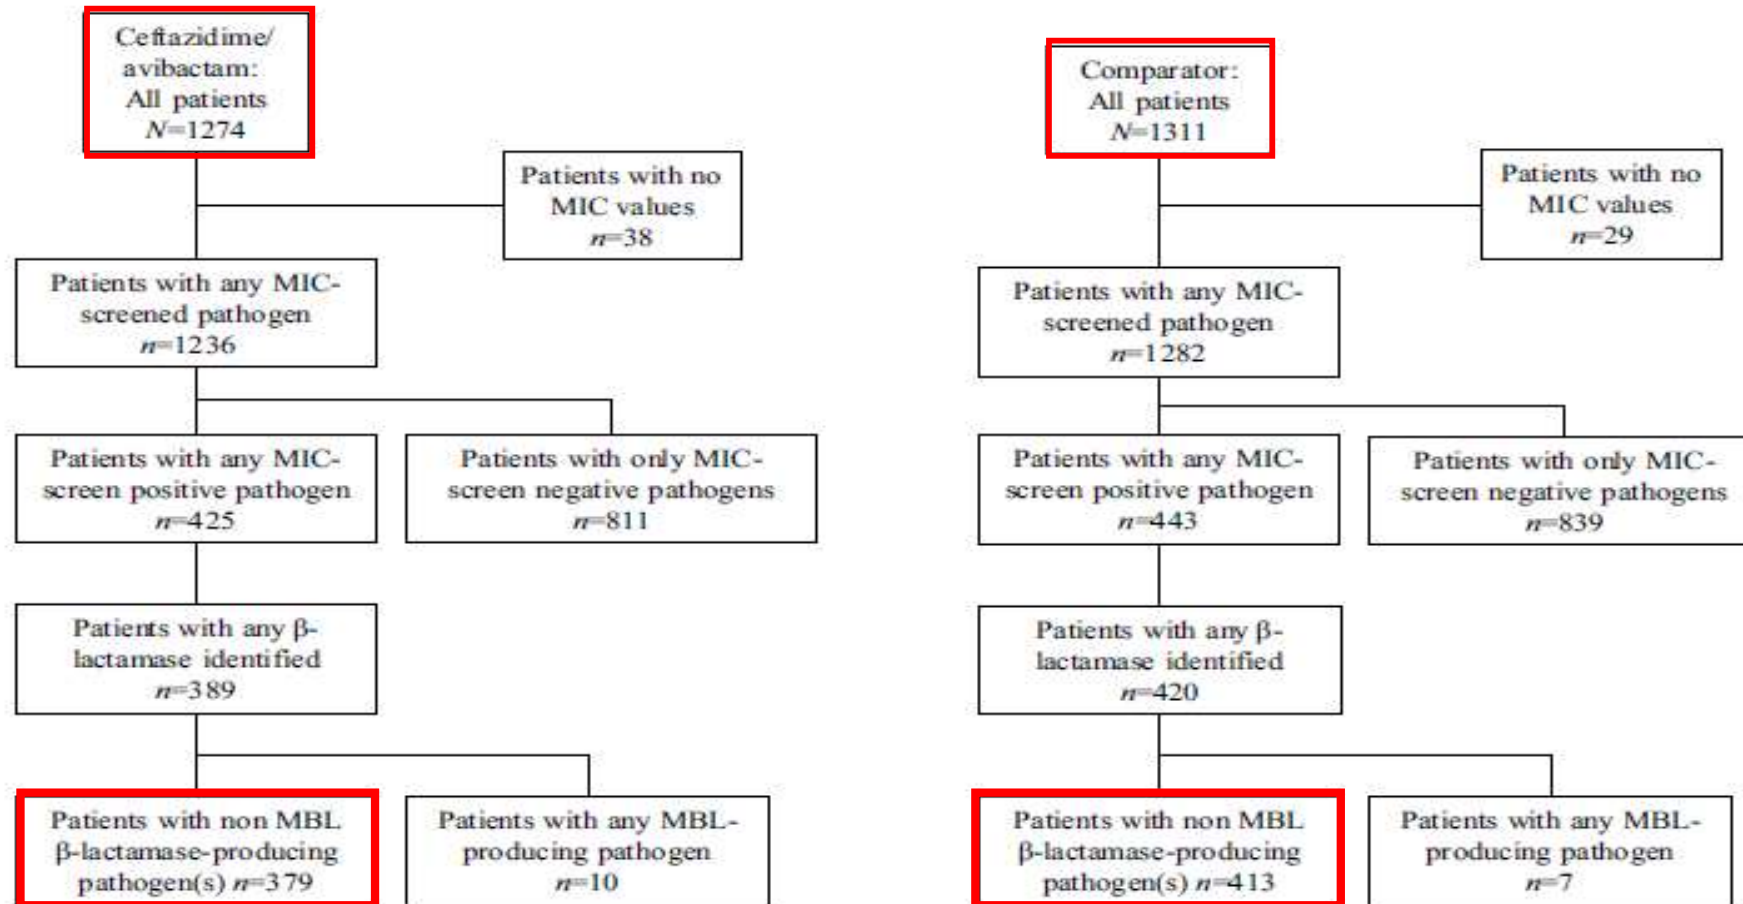 Ceftazidime/
avibactam:
All patients
N=1274
Patients with no
MIC values
n=38
Patients with any MIC-
screened pathogen
n=1236
Patients with any MIC-
screen positive pathogen
n=425
Patients with only MIC-
screen negative pathogens
n=811
Patients with any β-
lactamase identified
n=389
Patients with non MBL
β-lactamase-producing
pathogen(s) n=379
Patients with any MBL-
producing pathogen
n=10
Comparator:
All patients
N=1311
Patients with no
MIC values
n=29
Patients with any MIC-
screened pathogen
n=1282
Patients with any MIC-
screen positive pathogen
n=443
Patients with only MIC-
screen negative pathogens
n=839
Patients with any β-
lactamase identified
n=420
Patients with non MBL
β-lactamase-producing
pathogen(s) n=413
Patients with any MBL-
producing pathogen
n=7